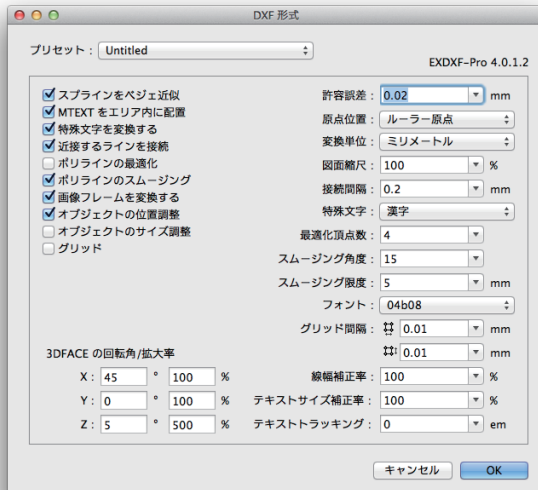 DXF 形式
プリセット： Untitled
EXDXF-Pro 4.0.1.2
スプラインをベジェ近似
MTEXT をエリア内に配置
特殊文字を変換する
近接するラインを接続
ポリラインの最適化
ポリラインのスムージング
画像フレームを変換する
オブジェクトの位置調整
オブジェクトのサイズ調整
グリッド
3DFACE の回転角/拡大率
X： 45 ° 100 %
Y： 0 ° 100 %
Z： 5 ° 500 %
許容誤差： 0.02 mm
原点位置： ルーラー原点
変換単位： ミリメートル
図面縮尺： 100 %
接続間隔： 0.2 mm
特殊文字： 漢字
最適化頂点数： 4
スムージング角度： 15
スムージング限度： 5 mm
フォント： 04b08
グリッド間隔： 0.01 mm
0.01 mm
線幅補正率： 100 %
テキストサイズ補正率： 100 %
テキストトラッキング： 0 em
キャンセル OK